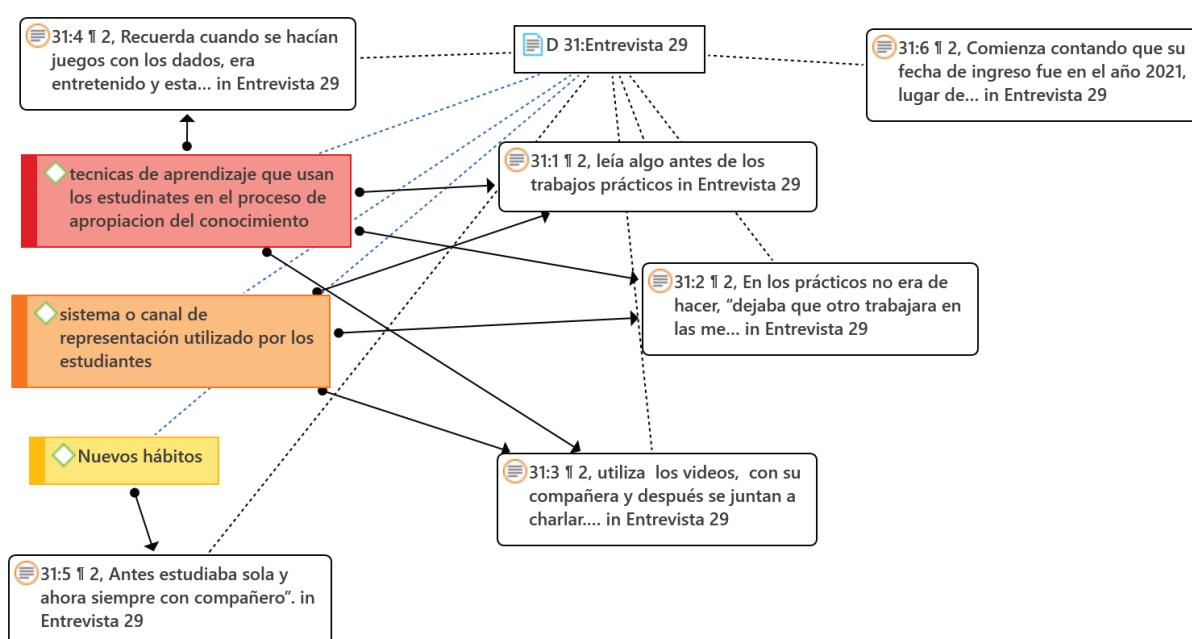 31:4 ¶ 2, Recuerda cuando se hacían
juegos con los dados, era
entretenido y esta... in Entrevista 29
D 31:Entrevista 29
31:6 ¶ 2, Comienza contando que su
fecha de ingreso fue en el año 2021,
lugar de... in Entrevista 29
tecnicas de aprendizaje que usan
los estudinates en el proceso de
apropiacion del conocimiento
31:1 ¶ 2, leía algo antes de los
trabajos prácticos in Entrevista 29
31:2 ¶ 2, En los prácticos no era de
hacer, “dejaba que otro trabajara en
las me... in Entrevista 29
sistema o canal de
representación utilizado por los
estudiantes
Nuevos hábitos
31:3 ¶ 2, utiliza los videos, con su
compañera y después se juntan a
charlar.... in Entrevista 29
31:5 ¶ 2, Antes estudiaba sola y
ahora siempre con compañero”. in
Entrevista 29